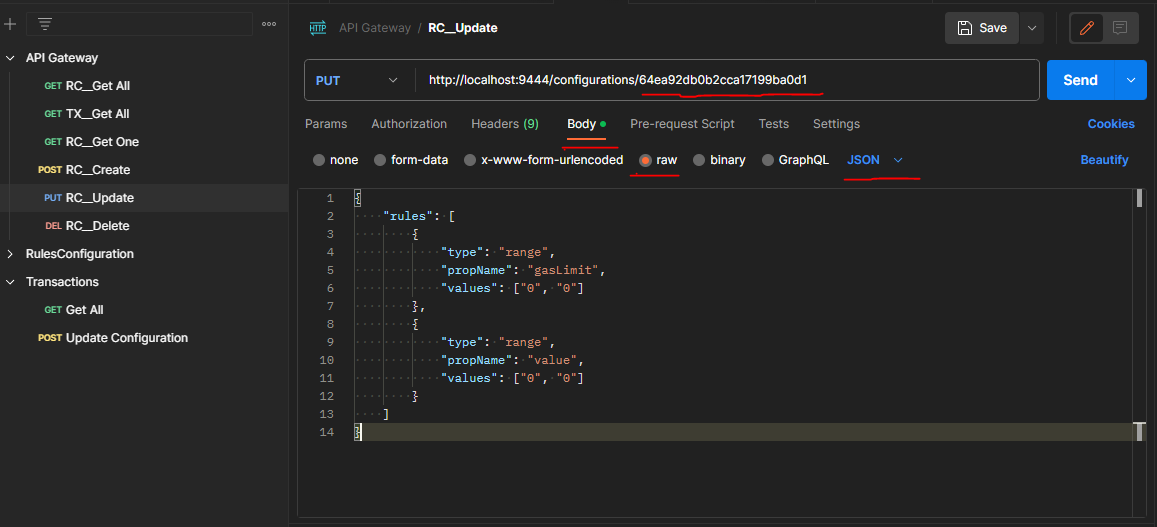 API Gateway / RC__Update
Save
PUT
http://localhost:9444/configurations/64ea92db0b2cca17199ba0d1
Send
Params Authorization Headers (9) Body Pre-request Script Tests Settings Cookies
none form-data x-www-form-urlencoded raw binary GraphQL JSON Beautify
API Gateway
GET RC__Get All
GET TX__Get All
GET RC__Get One
POST RC__Create
PUT RC__Update
DEL RC__Delete
RulesConfiguration
Transactions
GET Get All
POST Update Configuration
1 {
2 "rules": [
3 {
4 "type": "range",
5 "propName": "gasLimit",
6 "values": ["0", "0"]
7 },
8 {
9 "type": "range",
10 "propName": "value",
11 "values": ["0", "0"]
12 }
13 ]
14 }
HTTP